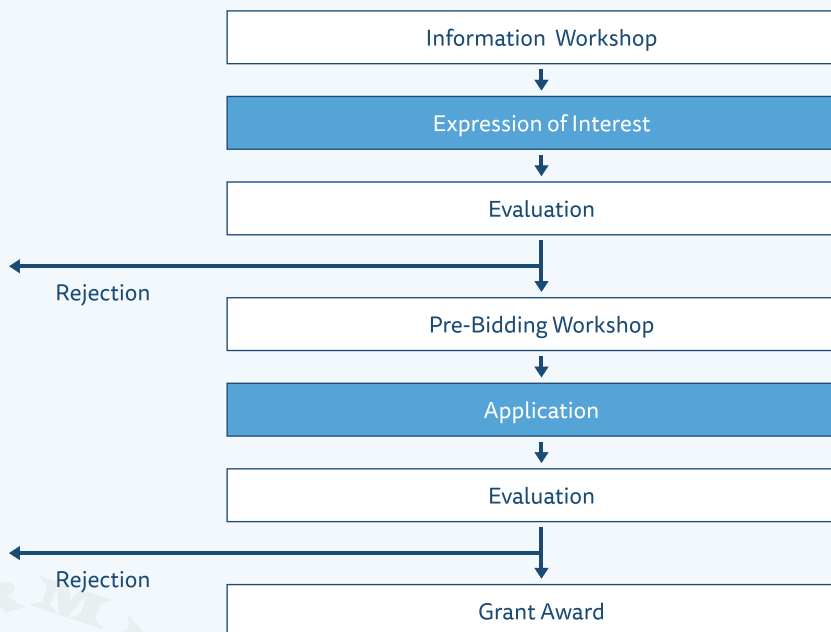 Information Workshop
Expression of Interest
Evaluation
Rejection
Pre-Bidding Workshop
Application
Evaluation
Rejection
Grant Award